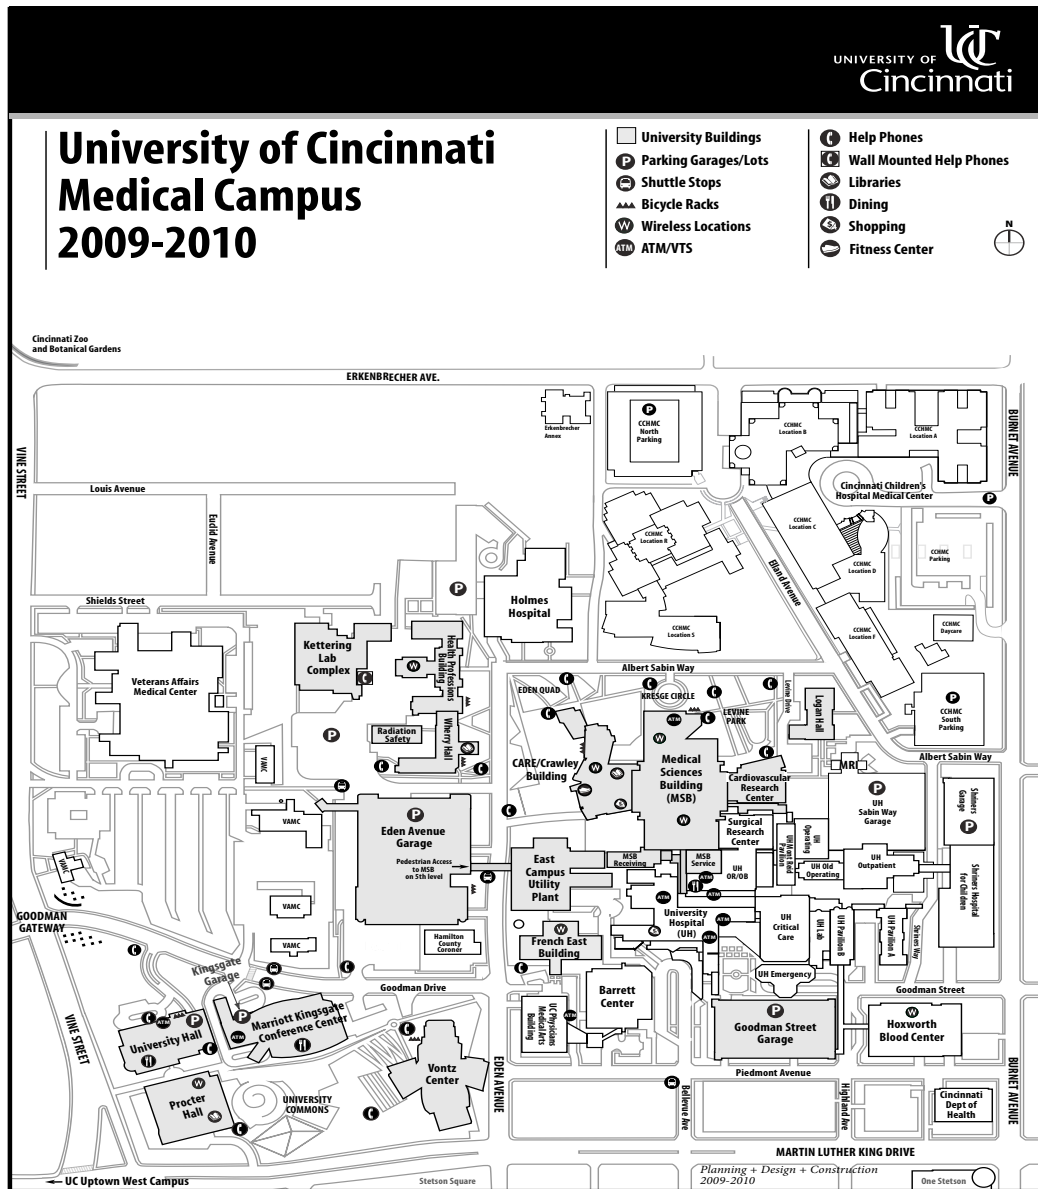 UNIVERSITY OF
Cincinnati
University of Cincinnati
Medical Campus
2009-2010
University Buildings
P Parking Garages/Lots
Shuttle Stops
Bicycle Racks
W Wireless Locations
ATM ATM/VTS
Help Phones
Wall Mounted Help Phones
Libraries
Dining
Shopping
Fitness Center
N
Cincinnati Zoo
and Botanical Gardens
ERKENBRECHER AVE.
Erkenbrecher
Annex
P
CCHMC
North
Parking
CCHMC
Location B
CCHMC
Location A
BURNET AVENUE
VINE STREET
Louis Avenue
Euclid Avenue
Cincinnati Children's
Hospital Medical Center
P
CCHMC
Location C
CCHMC
Location R
CCHMC
Location D
CCHMC
Parking
Elland Avenue
P
Holmes
Hospital
Shields Street
CCHMC
Location S
CCHMC
Location F
CCHMC
Daycare
Kettering
Lab
Complex
W
Health Professions
Building
Veterans Affairs
Medical Center
Albert Sabin Way
EDEN QUAD
KRESGE CIRCLE
Levine Drive
Logan Hall
P
CCHMC
South
Parking
P
Radiation
Safety
Wherry Hall
ATM
LEVINE
PARK
W
VAMC
CARE/Crawley
Building
W
Medical
Sciences
Building
(MSB)
W
Cardiovascular
Research
Center
MRI
Albert Sabin Way
P
UH
Sabin Way
Garage
Shriners
Garage
P
VAMC
P
Eden Avenue
Garage
Pedestrian Access
to MSB
on 5th level
Surgical
Research
Center
UH Mont Reid
Pavilion
UH
Operating
VAMC
East
Campus
Utility
Plant
MSB
Receiving
MSB
Service
ATM
UH
OR/OB
UH Old
Operating
UH
Outpatient
Shriners Hospital
for Children
VAMC
GOODMAN
GATEWAY
ATM
University
Hospital
(UH)
ATM
ATM
UH
Critical
Care
UH Lab
UH Pavilion B
UH Pavilion A
Shriners Way
VAMC
Hamilton
County
Coroner
W
French East
Building
UH Emergency
Kingsgate
Garage
Goodman Drive
Goodman Street
Barrett
Center
UC Physicians
Medical Arts
Building
ATM
P
Goodman Street
Garage
W
Hoxworth
Blood Center
VINE STREET
ATM
P
University Hall
P
ATM
Marriott Kingsgate
Conference Center
Vontz
Center
EDEN AVENUE
Piedmont Avenue
BURNET AVENUE
W
Procter
Hall
UNIVERSITY
COMMONS
Bellevue Ave
Highland Ave
Cincinnati
Dept of
Health
MARTIN LUTHER KING DRIVE
UC Uptown West Campus
Stetson Square
Planning + Design + Construction
2009-2010
One Stetson